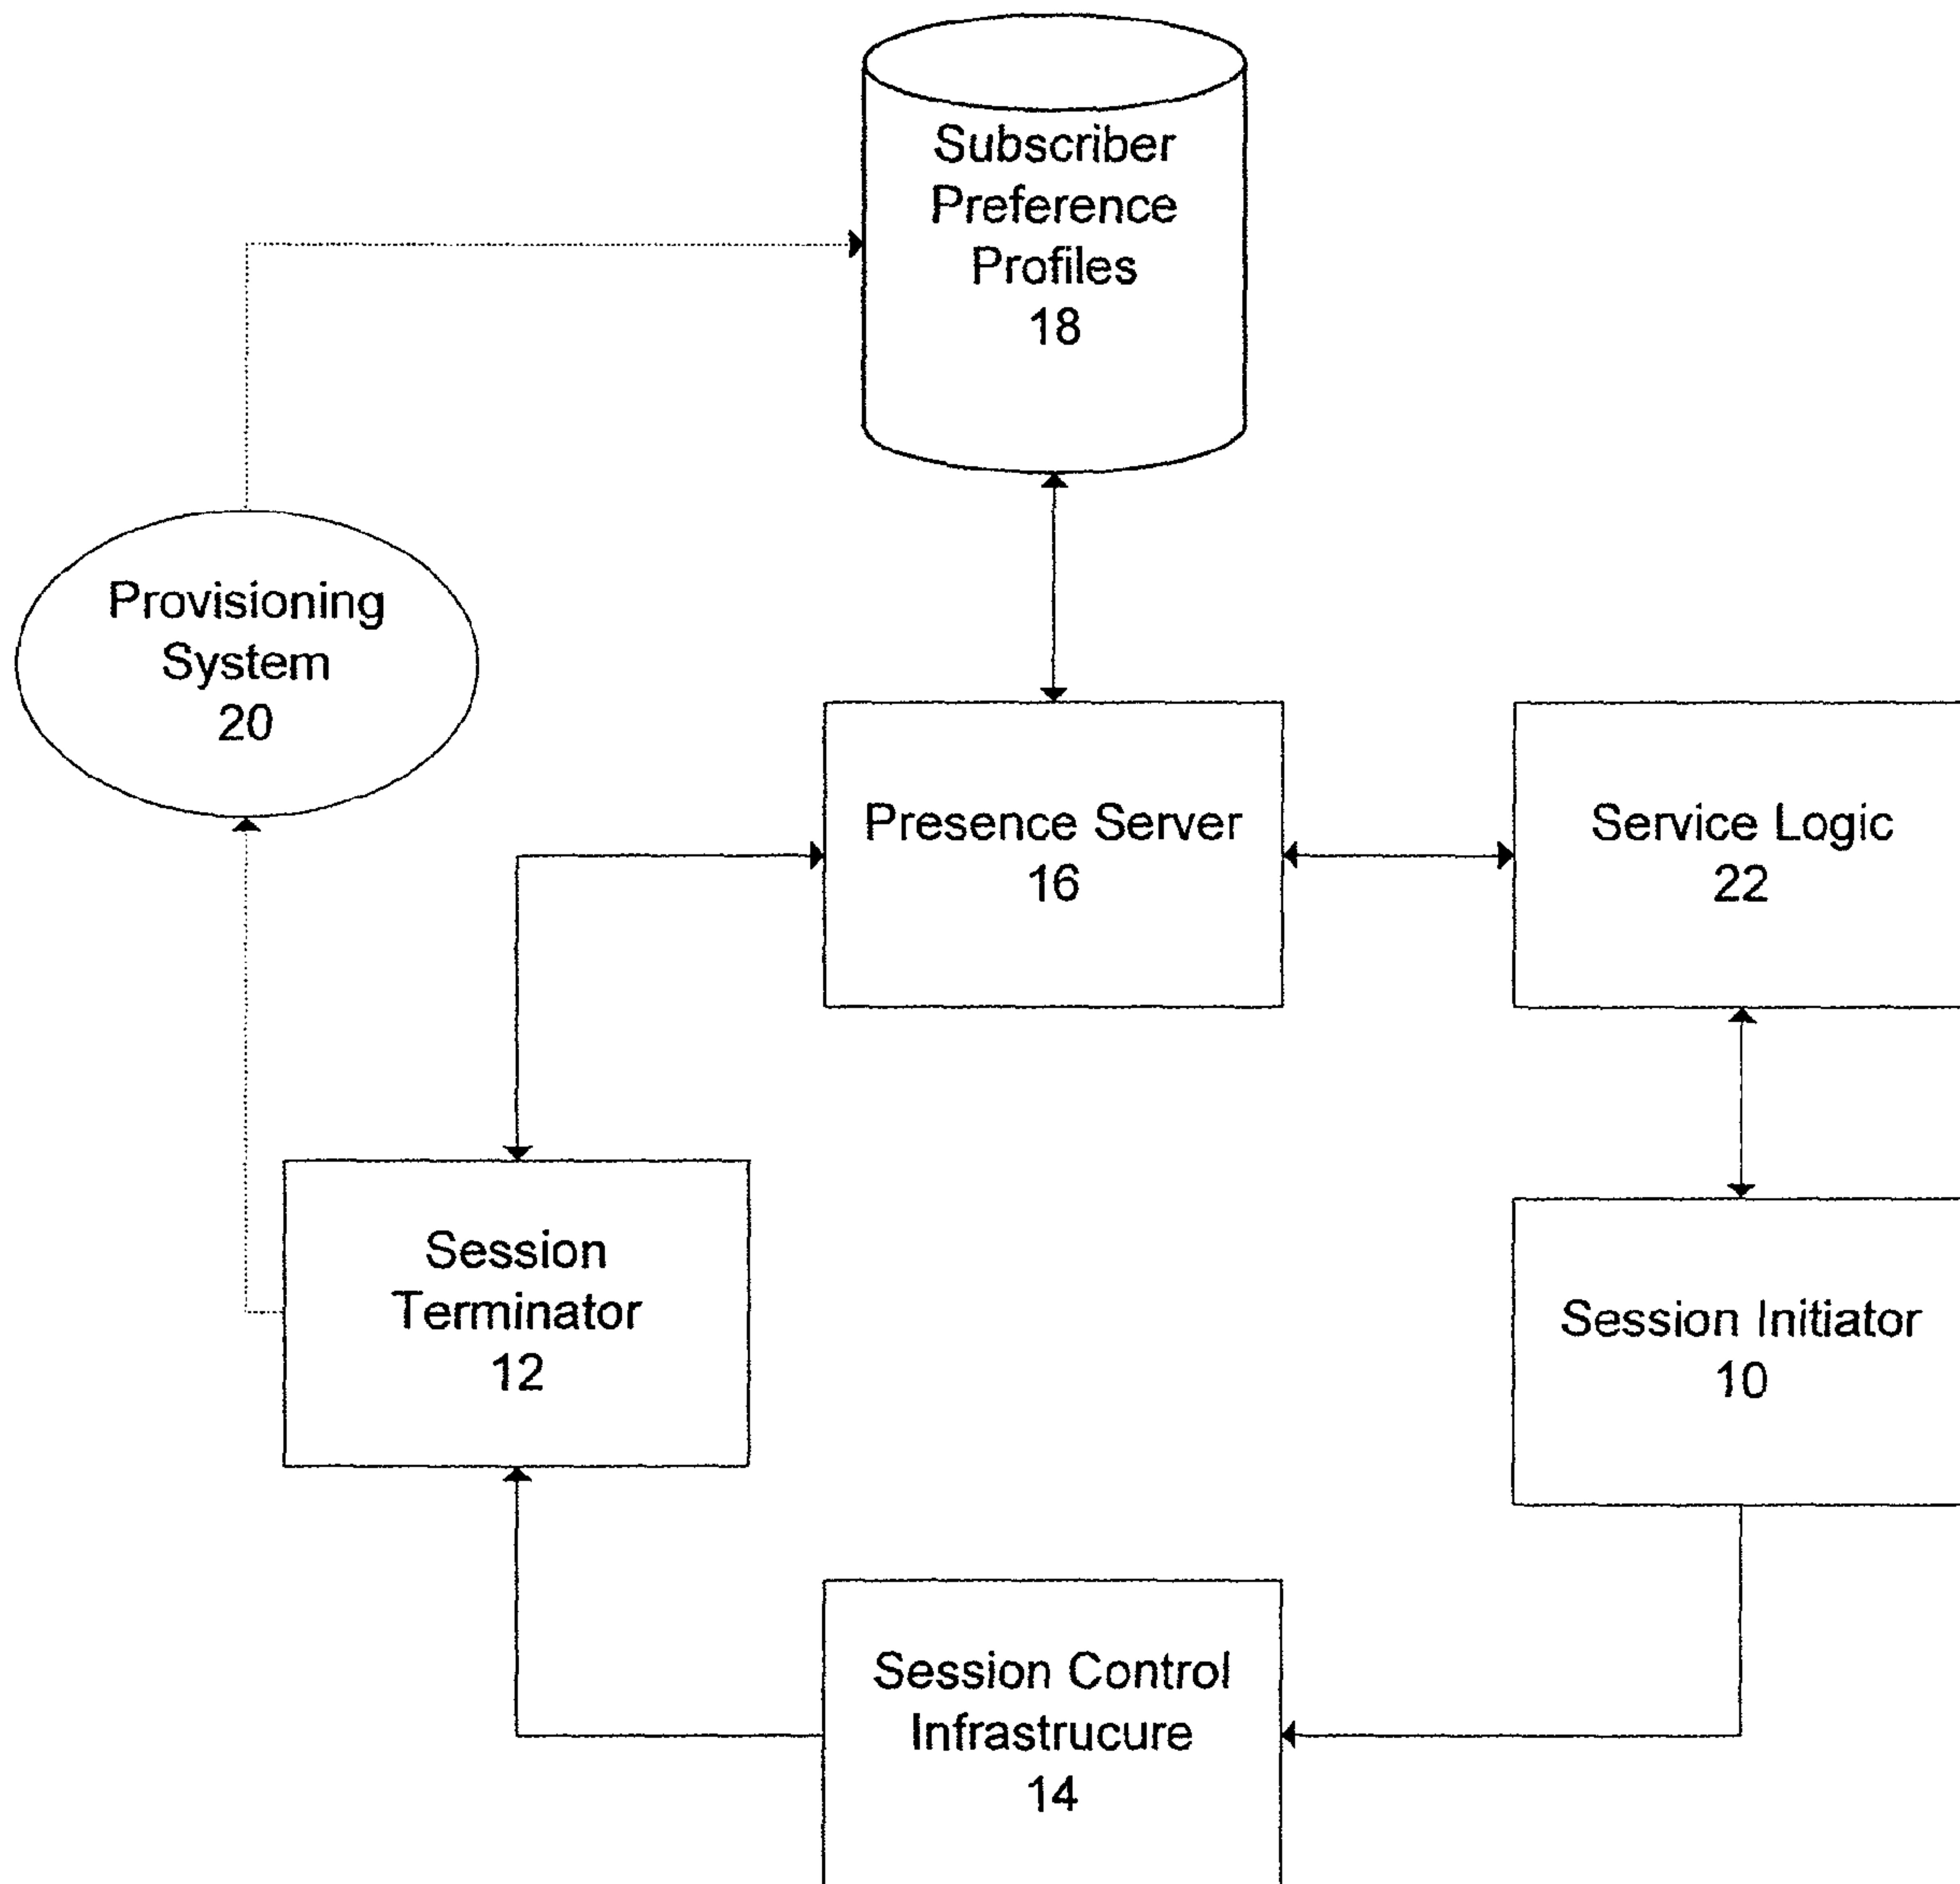 Subscriber
Preference
Profiles
18
Provisioning
System
20
Presence Server
16
Service Logic
22
Session
Terminator
12
Session Initiator
10
Session Control
Infrastrucure
14